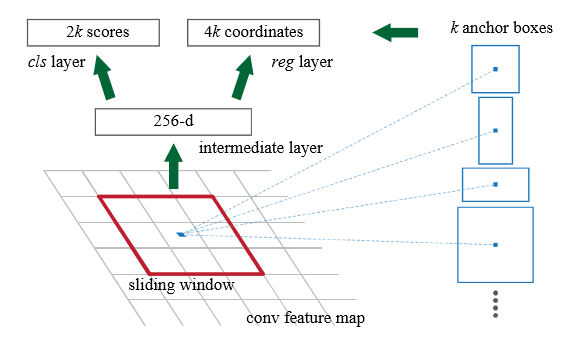 2k scores
4k coordinates
k anchor boxes
cls layer
reg layer
256-d
intermediate layer
sliding window
conv feature map